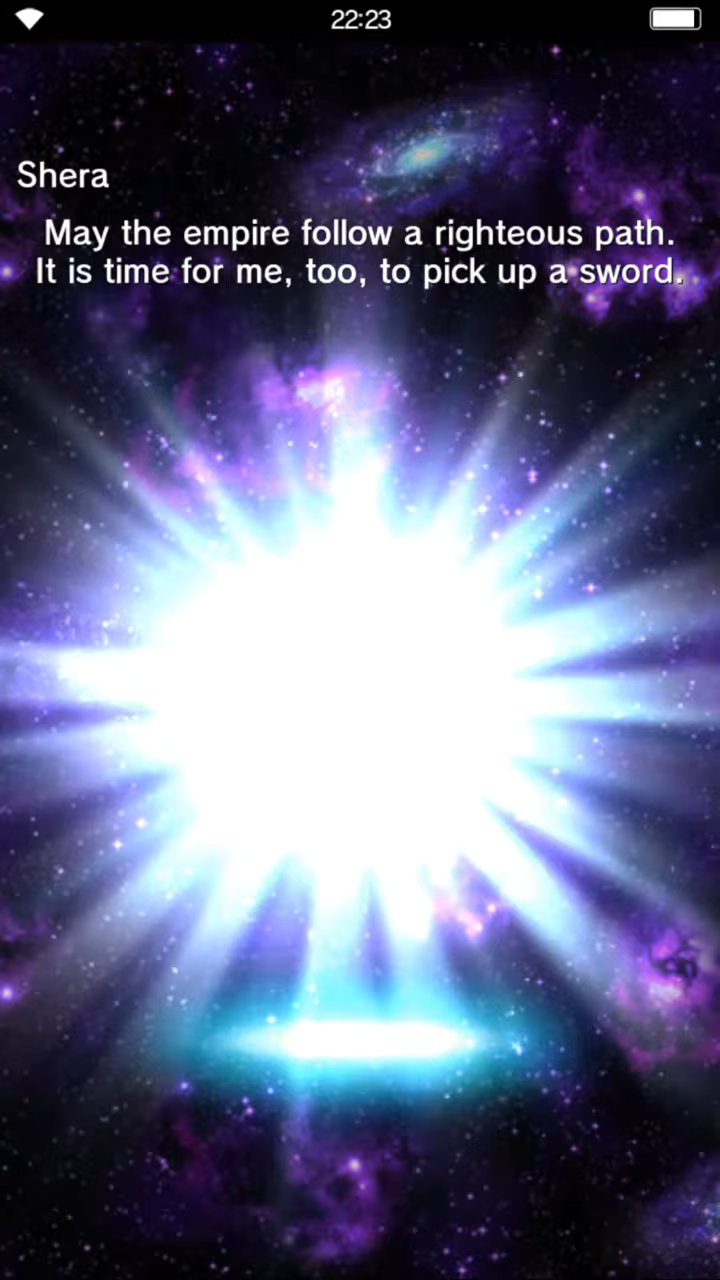 22:23
Shera
May the empire follow a righteous path.
It is time for me, too, to pick up a sword.